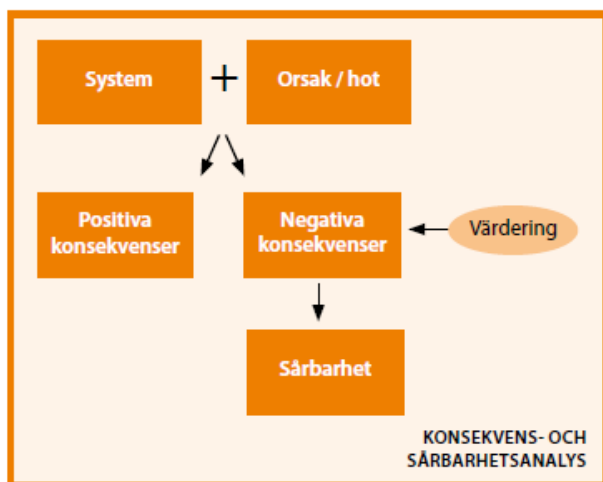 System
+
Orsak / hot
Positiva
konsekvenser
Negativa
konsekvenser
Värdering
Sårbarhet
KONSEKVENS- OCH
SÅRBARHETSANALYS